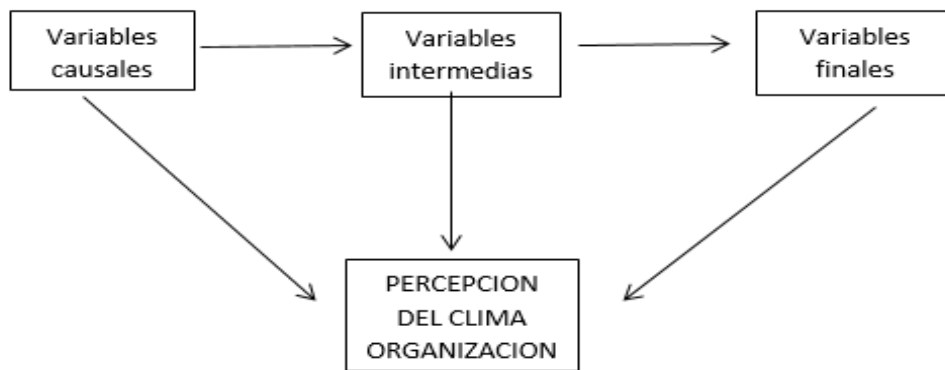 Variables
causales
Variables
intermedias
Variables
finales
PERCEPCION
DEL CLIMA
ORGANIZACION